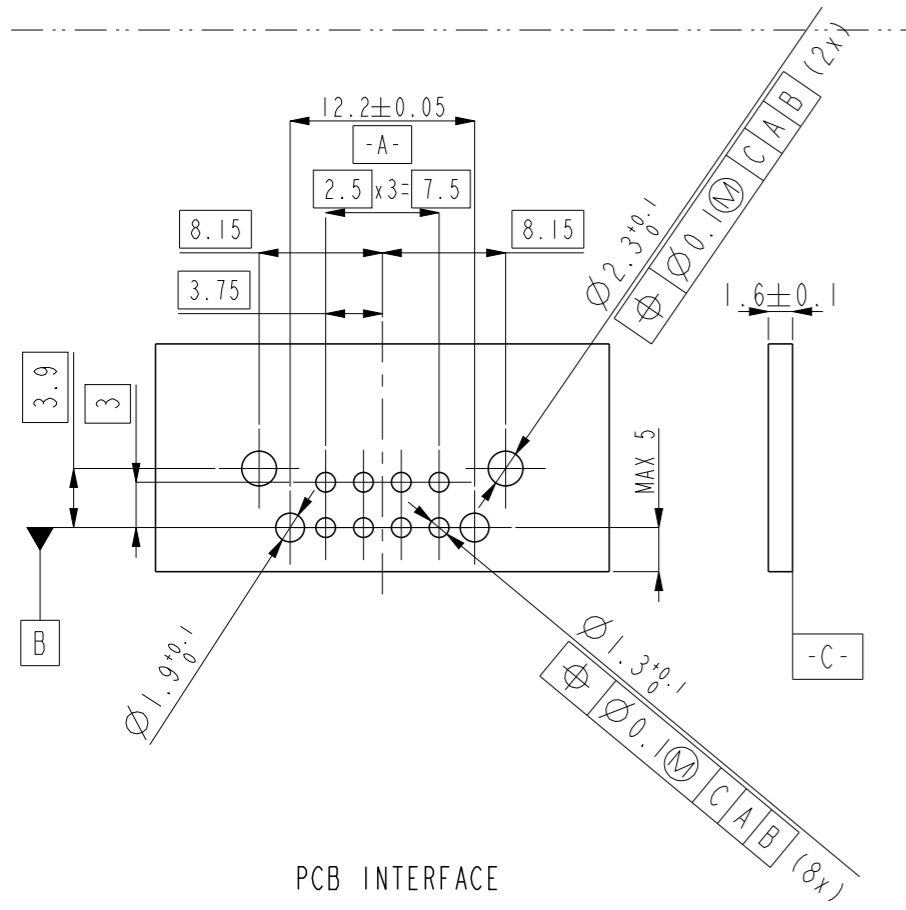 12.2±0.05
-A-
2.5 x3= 7.5
8.15
8.15
3.75
3.9
3
Ø2.3 +0.1 0
⌖ Ø0.1Ⓜ C A B (2x)
1.6±0.1
MAX 5
B
Ø1.9 +0.1 0
Ø1.3 +0.1 0
⌖ Ø0.1Ⓜ C A B (8x)
-C-
PCB INTERFACE